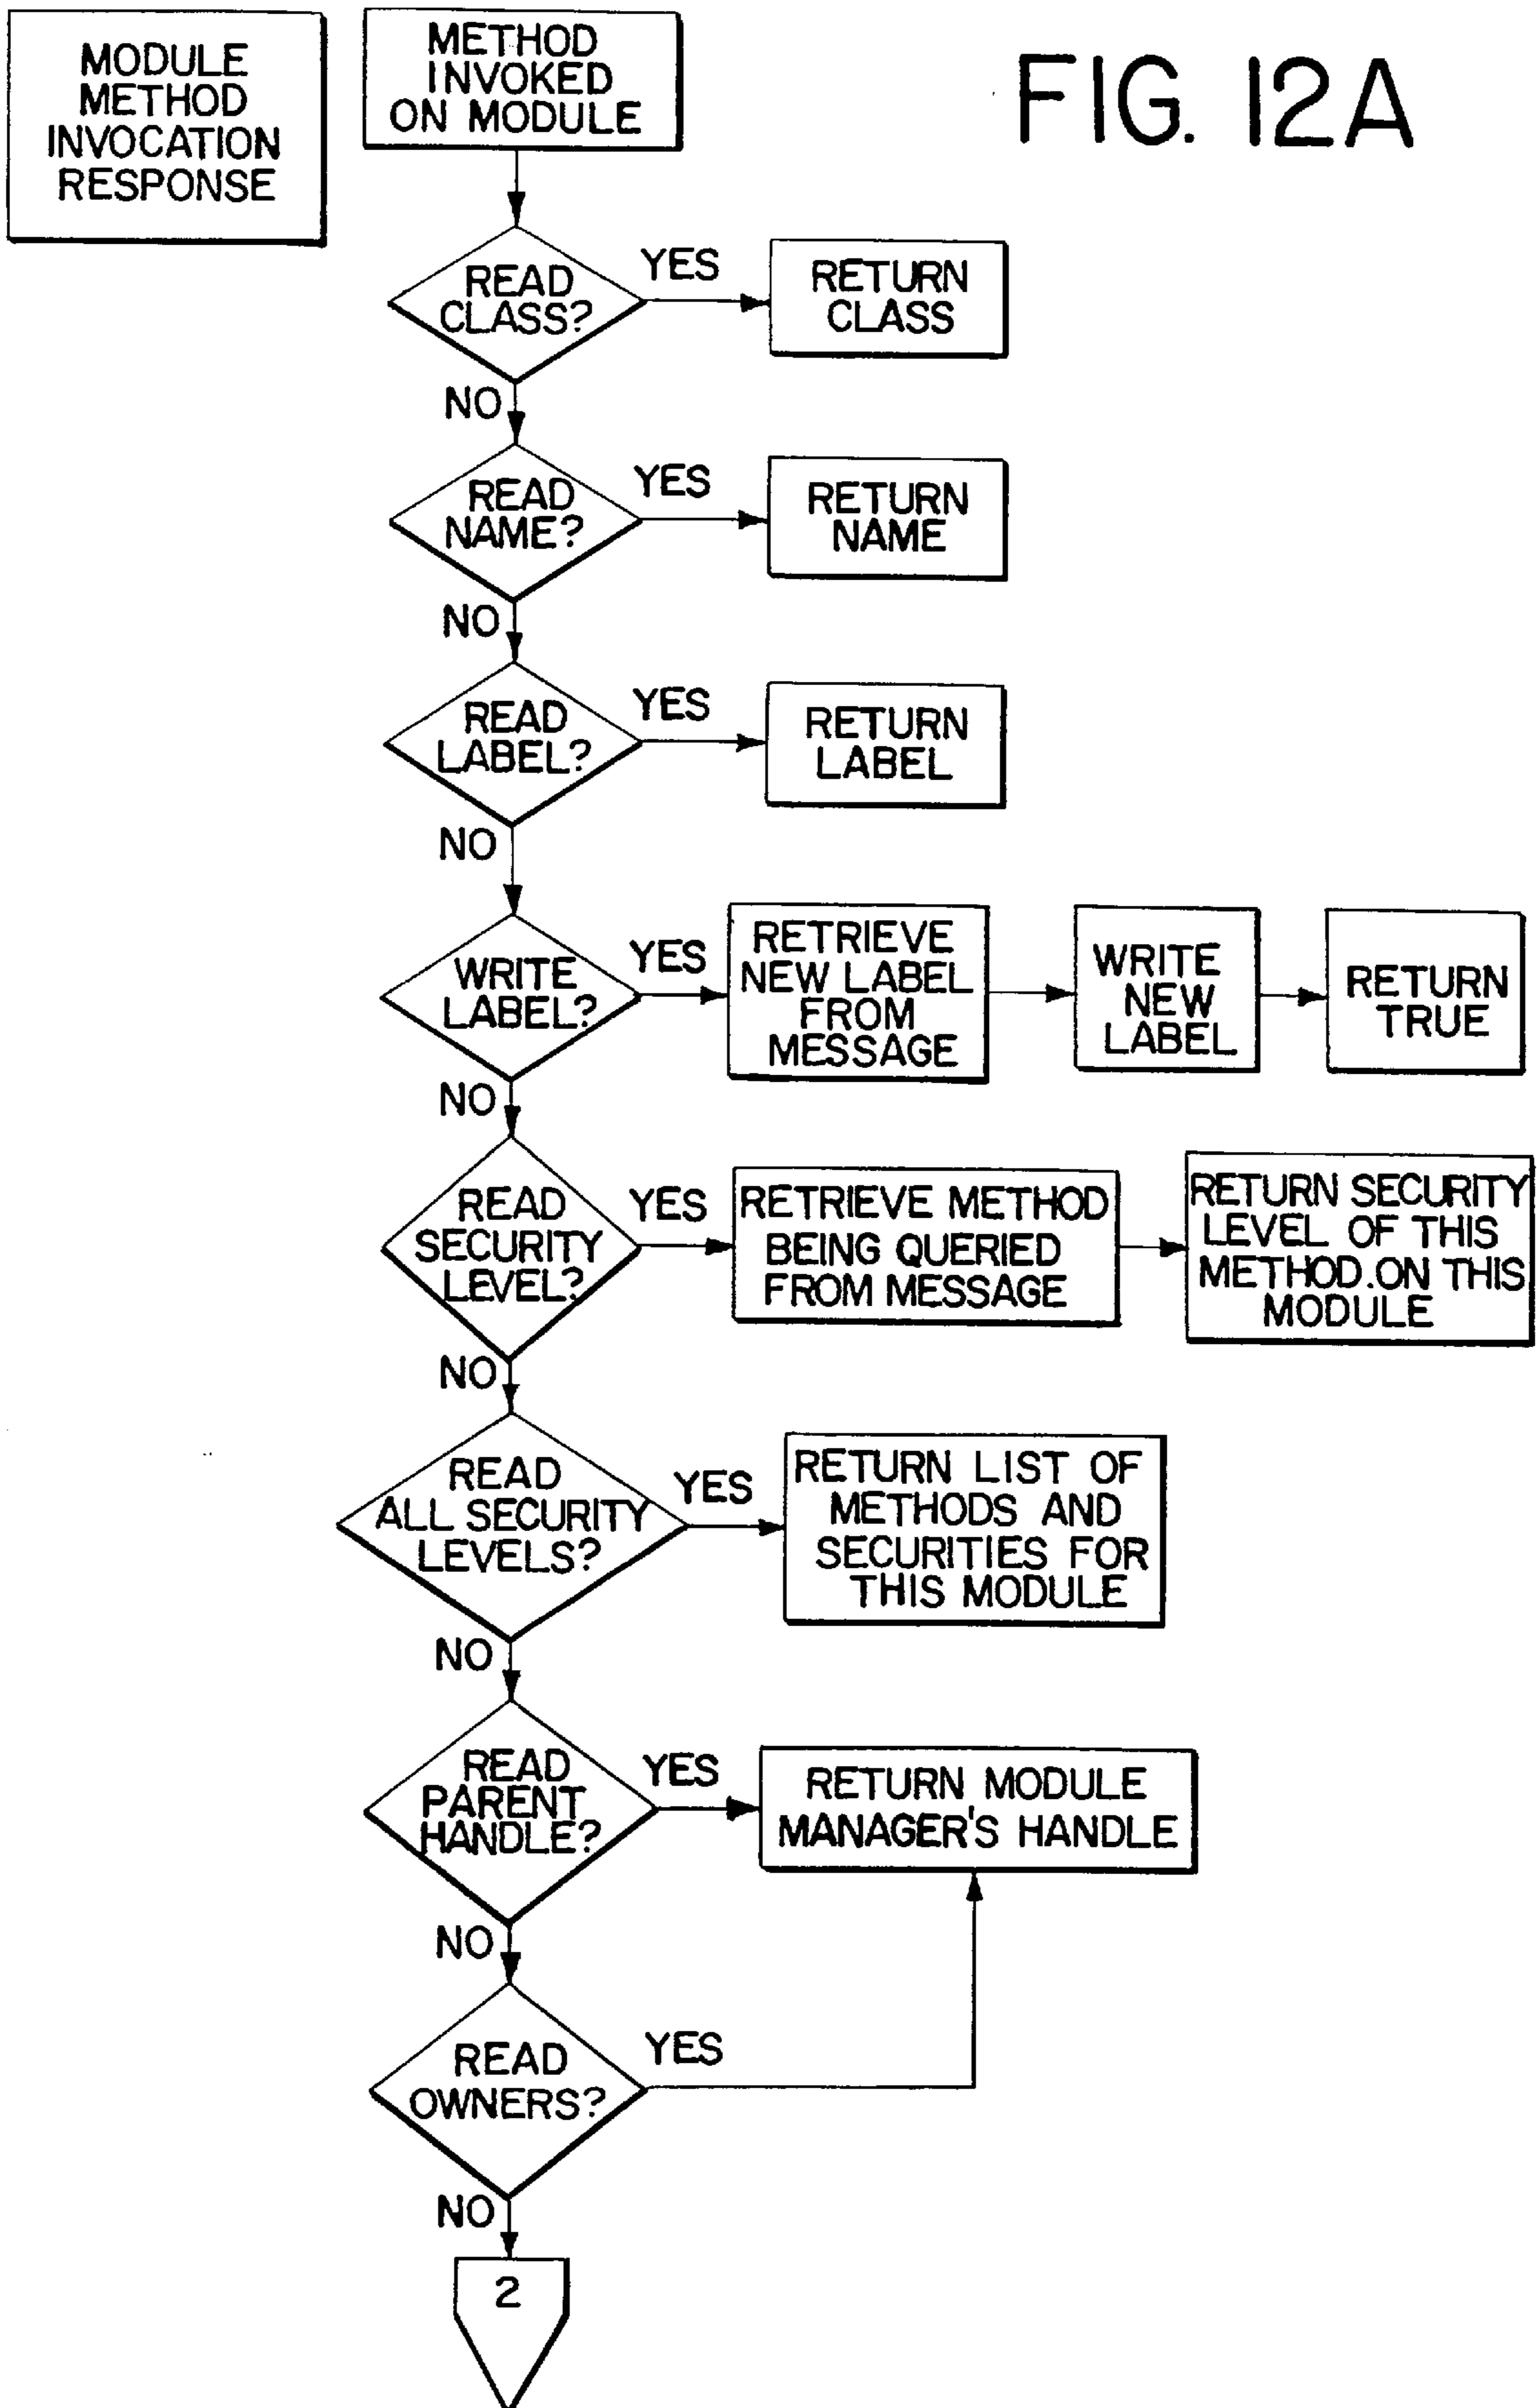 MODULE
METHOD
INVOCATION
RESPONSE
METHOD
INVOKED
ON MODULE
FIG. 12A
READ
CLASS?
YES
RETURN
CLASS
NO
READ
NAME?
YES
RETURN
NAME
NO
READ
LABEL?
YES
RETURN
LABEL
NO
WRITE
LABEL?
YES
RETRIEVE
NEW LABEL
FROM
MESSAGE
WRITE
NEW
LABEL
RETURN
TRUE
NO
READ
SECURITY
LEVEL?
YES
RETRIEVE METHOD
BEING QUERIED
FROM MESSAGE
RETURN SECURITY
LEVEL OF THIS
METHOD.ON THIS
MODULE
NO
READ
ALL SECURITY
LEVELS?
YES
RETURN LIST OF
METHODS AND
SECURITIES FOR
THIS MODULE
NO
READ
PARENT
HANDLE?
YES
RETURN MODULE
MANAGER'S HANDLE
NO
READ
OWNERS?
YES
NO
2